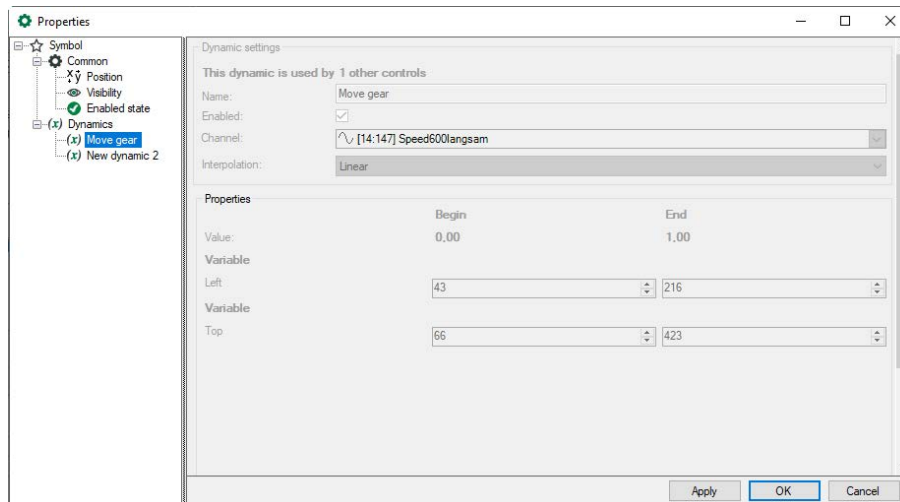 Properties
Symbol
Common
Position
Visibility
Enabled state
(x) Dynamics
(x) Move gear
(x) New dynamic 2
Dynamic settings
This dynamic is used by 1 other controls
Name: Move gear
Enabled:
Channel: [14:147] Speed600langsam
Interpolation: Linear
Properties
Begin End
Value: 0,00 1,00
Variable
Left 43 216
Variable
Top 66 423
Apply OK Cancel